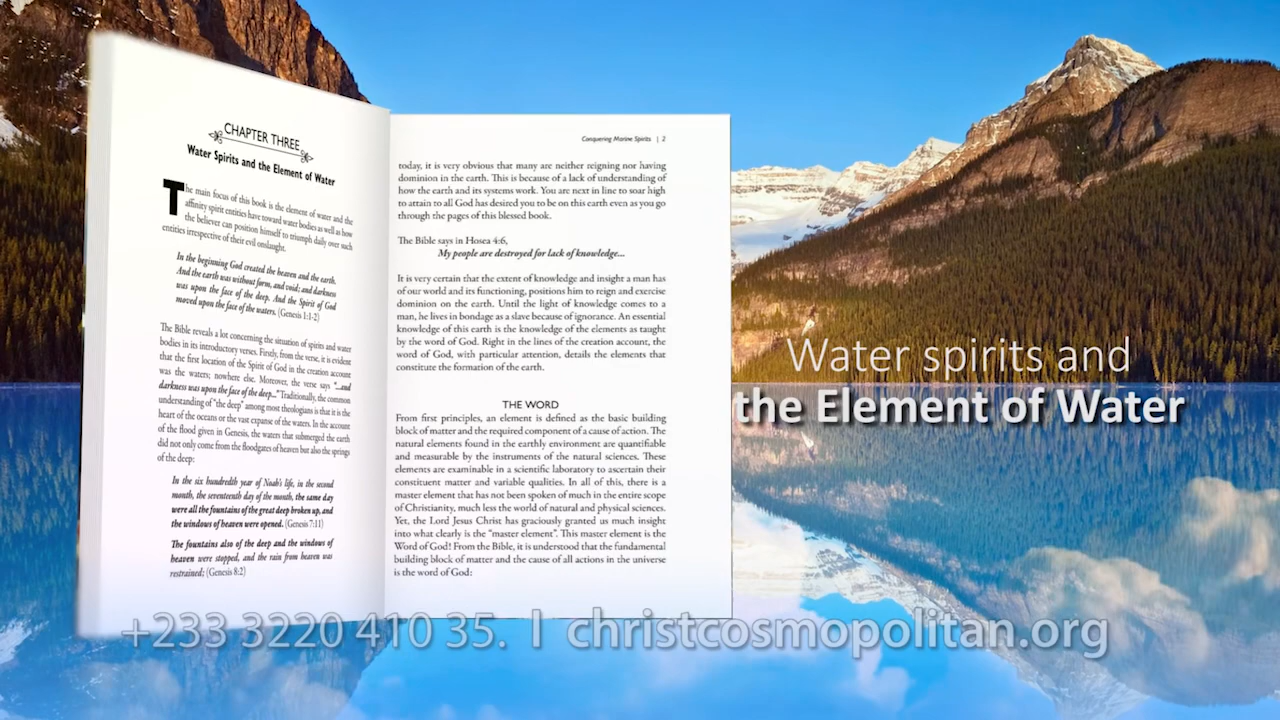 CHAPTER THREE
Water Spirits and the Element of Water
The main focus of this book is the element of water and the
affinity spirit entities have toward water bodies as well as how
the believer can position himself to triumph daily over such
entities irrespective of their evil onslaught.
In the beginning God created the heaven and the earth.
And the earth was without form, and void; and darkness
was upon the face of the deep. And the Spirit of God
moved upon the face of the waters. (Genesis 1:1-2)
The Bible reveals a lot concerning the situation of spirits and water
bodies in its introductory verses. Firstly, from the verse, it is evident
that the first location of the Spirit of God in the creation account
was the waters; nowhere else. Moreover, the verse says "...and
darkness was upon the face of the deep..." Traditionally, the common
understanding of "the deep" among most theologians is that it is the
heart of the oceans or the vast expanse of the waters. In the account
of the flood given in Genesis, the waters that submerged the earth
did not only come from the floodgates of heaven but also the springs
of the deep:
In the six hundredth year of Noah's life, in the second
month, the seventeenth day of the month, the same day
were all the fountains of the great deep broken up, and
the windows of heaven were opened. (Genesis 7:11)
The fountains also of the deep and the windows of
heaven were stopped, and the rain from heaven was
restrained; (Genesis 8:2)
Conquering Marine Spirits | 2
today, it is very obvious that many are neither reigning nor having
dominion in the earth. This is because of a lack of understanding of
how the earth and its systems work. You are next in line to soar high
to attain to all God has desired you to be on this earth even as you go
through the pages of this blessed book.
The Bible says in Hosea 4:6,
My people are destroyed for lack of knowledge...
It is very certain that the extent of knowledge and insight a man has
of our world and its functioning, positions him to reign and exercise
dominion on the earth. Until the light of knowledge comes to a
man, he lives in bondage as a slave because of ignorance. An essential
knowledge of this earth is the knowledge of the elements as taught
by the word of God. Right in the lines of the creation account, the
word of God, with particular attention, details the elements that
constitute the formation of the earth.
THE WORD
From first principles, an element is defined as the basic building
block of matter and the required component of a cause of action. The
natural elements found in the earthly environment are quantifiable
and measurable by the instruments of the natural sciences. These
elements are examinable in a scientific laboratory to ascertain their
constituent matter and variable qualities. In all of this, there is a
master element that has not been spoken of much in the entire scope
of Christianity, much less the world of natural and physical sciences.
Yet, the Lord Jesus Christ has graciously granted us much insight
into what clearly is the "master element". This master element is the
Word of God! From the Bible, it is understood that the fundamental
building block of matter and the cause of all actions in the universe
is the word of God:
Water spirits and
the Element of Water
+233 3220 410 35. | christcosmopolitan.org